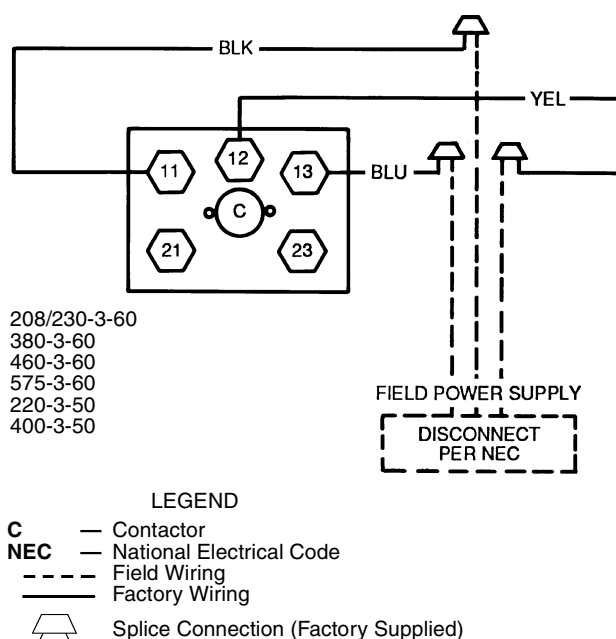 BLK
YEL
11
12
13
BLU
C
21
23
208/230-3-60
380-3-60
460-3-60
575-3-60
220-3-50
400-3-50
FIELD POWER SUPPLY
DISCONNECT
PER NEC
LEGEND
C — Contactor
NEC — National Electrical Code
Field Wiring
Factory Wiring
Splice Connection (Factory Supplied)